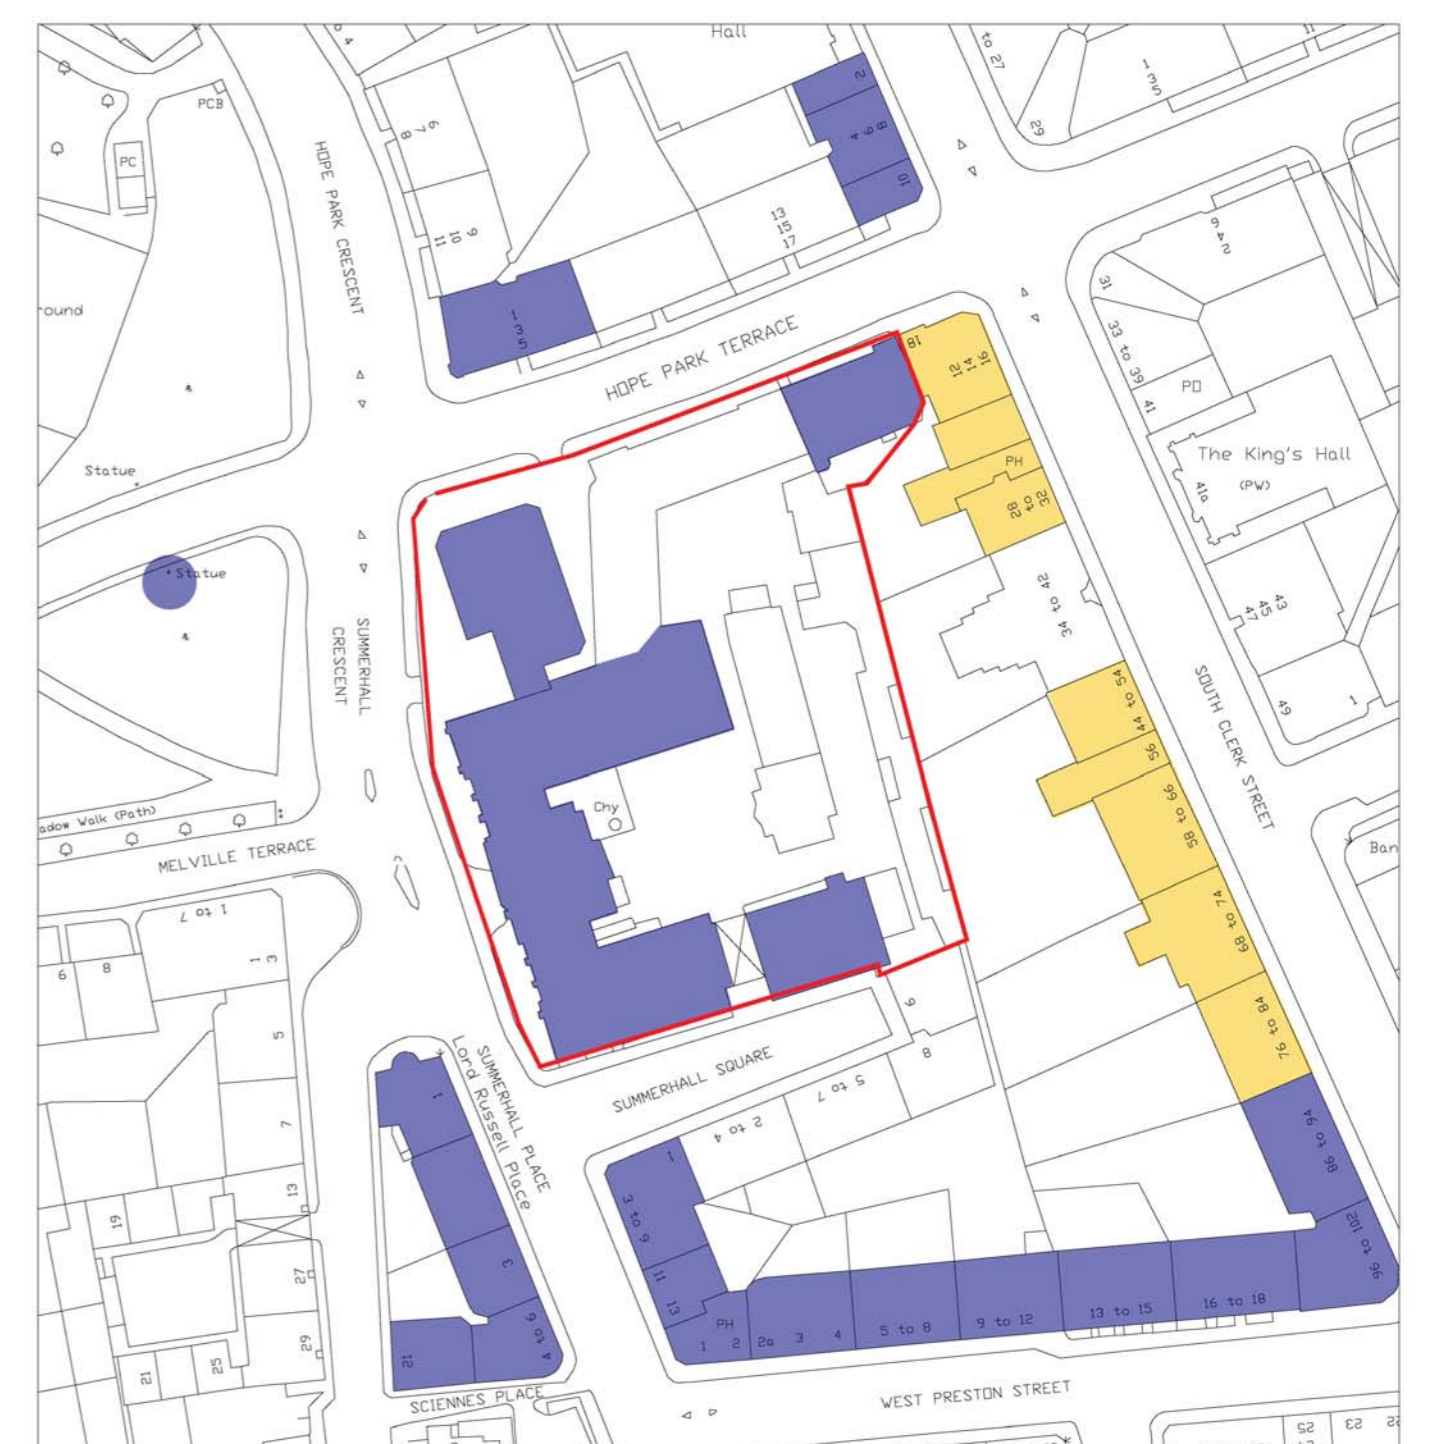 Hall
to 27
1
3
5
29
PCB
PC
6
7
8
9
10
11
HOPE PARK CRESCENT
2
4
6
8
10
13
15
17
1
3
5
HOPE PARK TERRACE
2
4
6
31
33 to 39
41
PO
The King's Hall
(PW)
41a
43
45
47
49
1
18
12
14
16
PH
28
to
32
34 to 42
44 to 54
56
58 to 66
68 to 74
76 to 84
86 to 94
96 to 102
SOUTH CLERK STREET
Statue
Statue
SUMMERHALL
CRESCENT
Chy
MELVILLE TERRACE
1 to 7
6
8
1
3
5
7
13
19
27
29
21
25
SUMMERHALL PLACE
Lord Russell Place
1
3
4 to 6
12
SCIENNES PLACE
SUMMERHALL SQUARE
9
8
5 to 7
2 to 4
1
3 to 9
11
13
PH
1
2
2a
3
4
5 to 8
9 to 12
13 to 15
16 to 18
WEST PRESTON STREET
25
23